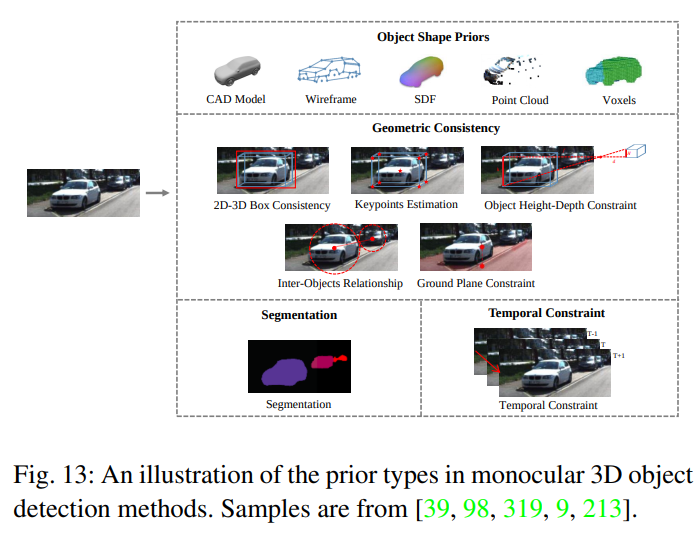 Object Shape Priors
CAD Model Wireframe SDF Point Cloud Voxels
Geometric Consistency
2D-3D Box Consistency Keypoints Estimation Object Height-Depth Constraint
Inter-Objects Relationship Ground Plane Constraint
Segmentation Temporal Constraint
T-1
T
T+1
Segmentation Temporal Constraint
Fig. 13: An illustration of the prior types in monocular 3D object
detection methods. Samples are from [39, 98, 319, 9, 213].